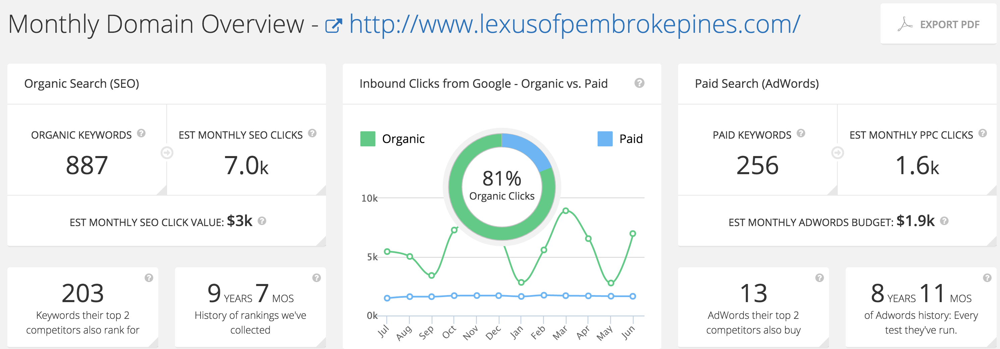 Monthly Domain Overview - http://www.lexusofpembrokepines.com/
EXPORT PDF
Organic Search (SEO)
ORGANIC KEYWORDS
887
EST MONTHLY SEO CLICKS
7.0k
EST MONTHLY SEO CLICK VALUE: $3k
203
Keywords their top 2
competitors also rank for
9 YEARS 7 MOS
History of rankings we've
collected
Inbound Clicks from Google - Organic vs. Paid
Organic
Paid
81%
Organic Clicks
10k
5k
0k
Jul
Aug
Sep
Oct
Nov
Dec
Jan
Feb
Mar
Apr
May
Jun
Paid Search (AdWords)
PAID KEYWORDS
256
EST MONTHLY PPC CLICKS
1.6k
EST MONTHLY ADWORDS BUDGET: $1.9k
13
AdWords their top 2
competitors also buy
8 YEARS 11 MOS
of Adwords history: Every
test they've run.